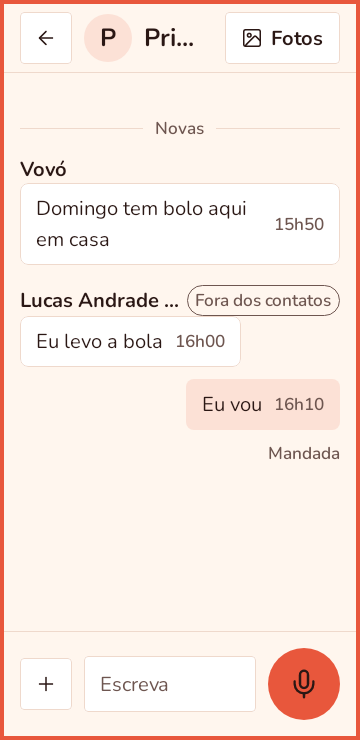 P Pri... Fotos
Novas
Vovó
Domingo tem bolo aqui
em casa 15h50
Lucas Andrade ... Fora dos contatos
Eu levo a bola 16h00
Eu vou 16h10
Mandada
Escreva